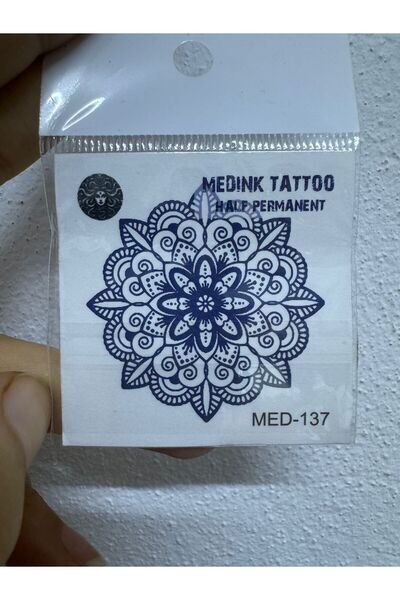 MEDINK TATTOO
HALF PERMANENT
MED-137